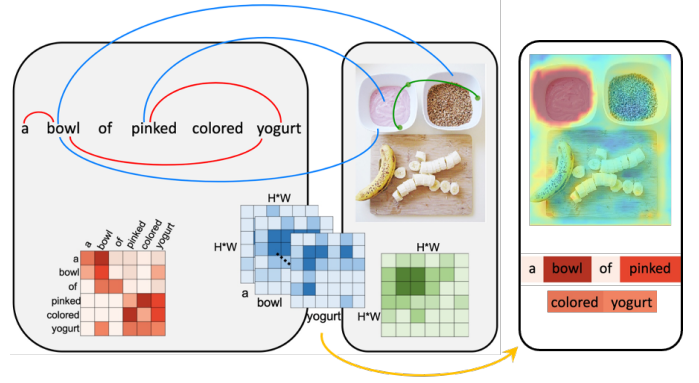 a bowl of pinked colored yogurt
a bowl of pinked colored yogurt
a
bowl
of
pinked
colored
yogurt
H*W
H*W
a
bowl
yogurt
H*W
H*W
a bowl of pinked
colored yogurt